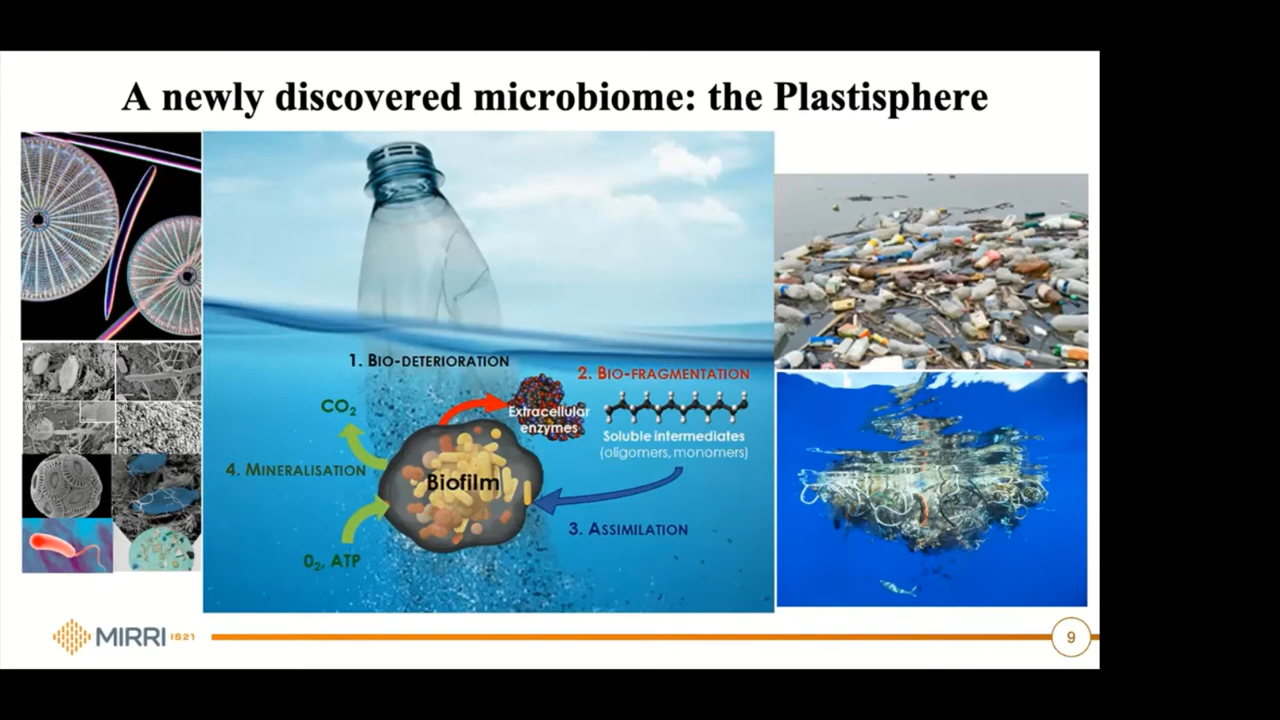 A newly discovered microbiome: the Plastisphere
1. BIO-DETERIORATION
2. BIO-FRAGMENTATION
CO2
Extracellular
enzymes
Soluble intermediates
(oligomers, monomers)
4. MINERALISATION
Biofilm
3. ASSIMILATION
02, ATP
MIRRI IS21
9